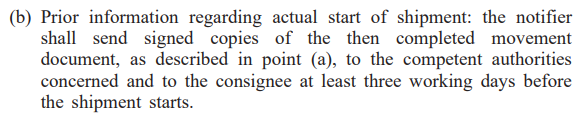 (b) Prior information regarding actual start of shipment: the notifier
shall send signed copies of the then completed movement
document, as described in point (a), to the competent authorities
concerned and to the consignee at least three working days before
the shipment starts.